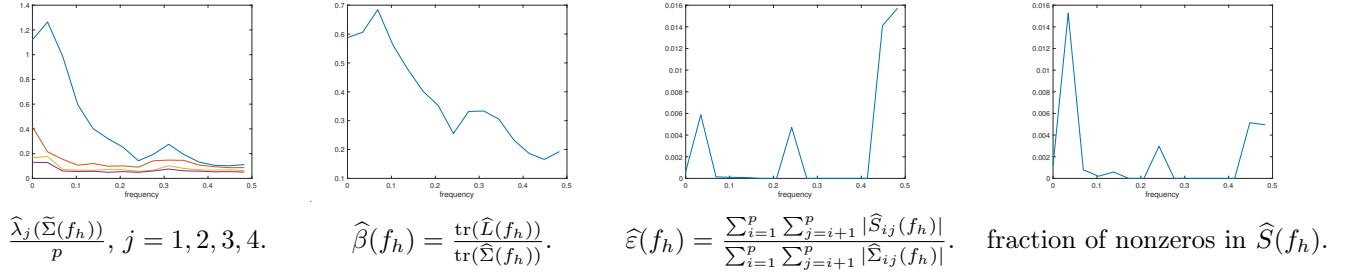 1.4
1.2
1
0.8
0.6
0.4
0.2
0
0 0.1 0.2 0.3 0.4 0.5
frequency
$\frac{\widehat{\lambda}_j(\widetilde{\Sigma}(f_h))}{p}$, $j = 1, 2, 3, 4.$
0.7
0.6
0.5
0.4
0.3
0.2
0.1
0 0.1 0.2 0.3 0.4 0.5
frequency
$\widehat{\beta}(f_h) = \frac{\mathrm{tr}(\widehat{L}(f_h))}{\mathrm{tr}(\widehat{\Sigma}(f_h))}.$
0.016
0.014
0.012
0.01
0.008
0.006
0.004
0.002
0
0 0.1 0.2 0.3 0.4 0.5
frequency
$\widehat{\varepsilon}(f_h) = \frac{\sum_{i=1}^{p} \sum_{j=i+1}^{p} |\widehat{S}_{ij}(f_h)|}{\sum_{i=1}^{p} \sum_{j=i+1}^{p} |\widehat{\Sigma}_{ij}(f_h)|}.$
0.016
0.014
0.012
0.01
0.008
0.006
0.004
0.002
0
0 0.1 0.2 0.3 0.4 0.5
frequency
fraction of nonzeros in $\widehat{S}(f_h).$